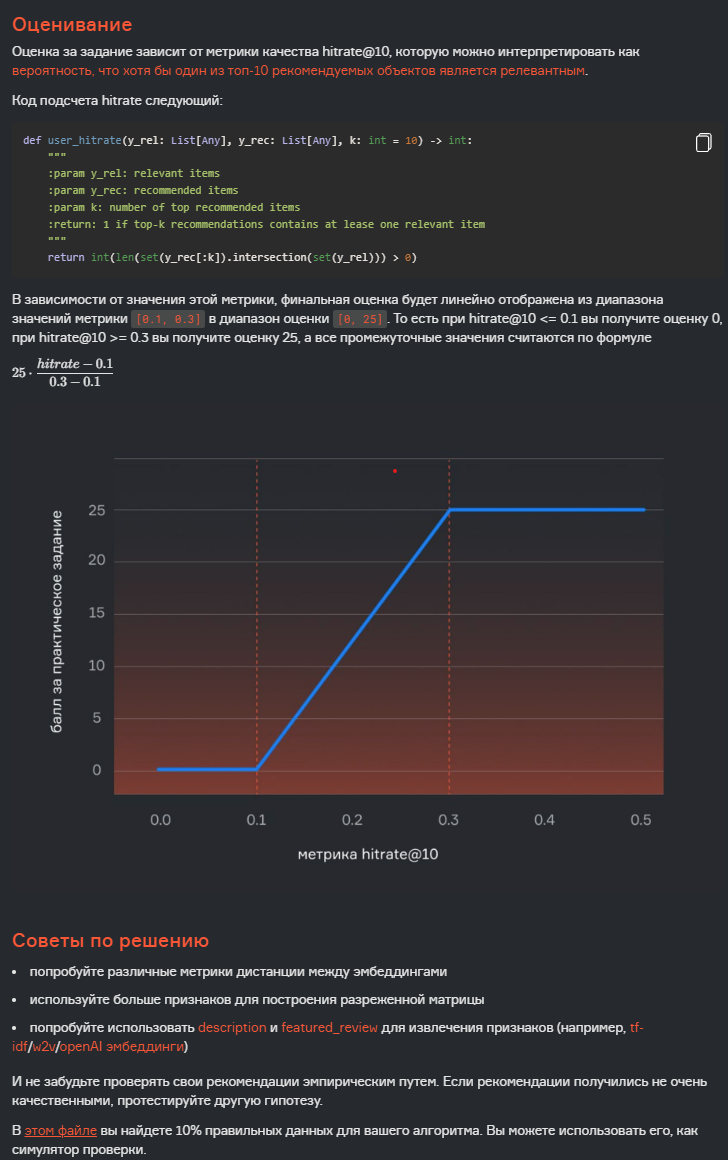 Оценивание
Оценка за задание зависит от метрики качества hitrate@10, которую можно интерпретировать как
вероятность, что хотя бы один из топ-10 рекомендуемых объектов является релевантным.
Код подсчета hitrate следующий:
def user_hitrate(y_rel: List[Any], y_rec: List[Any], k: int = 10) -> int:
"""
:param y_rel: relevant items
:param y_rec: recommended items
:param k: number of top recommended items
:return: 1 if top-k recommendations contains at lease one relevant item
"""
return int(len(set(y_rec[:k]).intersection(set(y_rel))) > 0)
В зависимости от значения этой метрики, финальная оценка будет линейно отображена из диапазона
значений метрики [0.1, 0.3] в диапазон оценки [0, 25]. То есть при hitrate@10 <= 0.1 вы получите оценку 0,
при hitrate@10 >= 0.3 вы получите оценку 25, а все промежуточные значения считаются по формуле
25 · (hitrate − 0.1) / (0.3 − 0.1)
25
20
15
10
5
0
балл за практическое задание
0.0 0.1 0.2 0.3 0.4 0.5
метрика hitrate@10
Советы по решению
• попробуйте различные метрики дистанции между эмбеддингами
• используйте больше признаков для построения разреженной матрицы
• попробуйте использовать description и featured_review для извлечения признаков (например, tf-
idf/w2v/openAI эмбеддинги)
И не забудьте проверять свои рекомендации эмпирическим путем. Если рекомендации получились не очень
качественными, протестируйте другую гипотезу.
В этом файле вы найдете 10% правильных данных для вашего алгоритма. Вы можете использовать его, как
симулятор проверки.